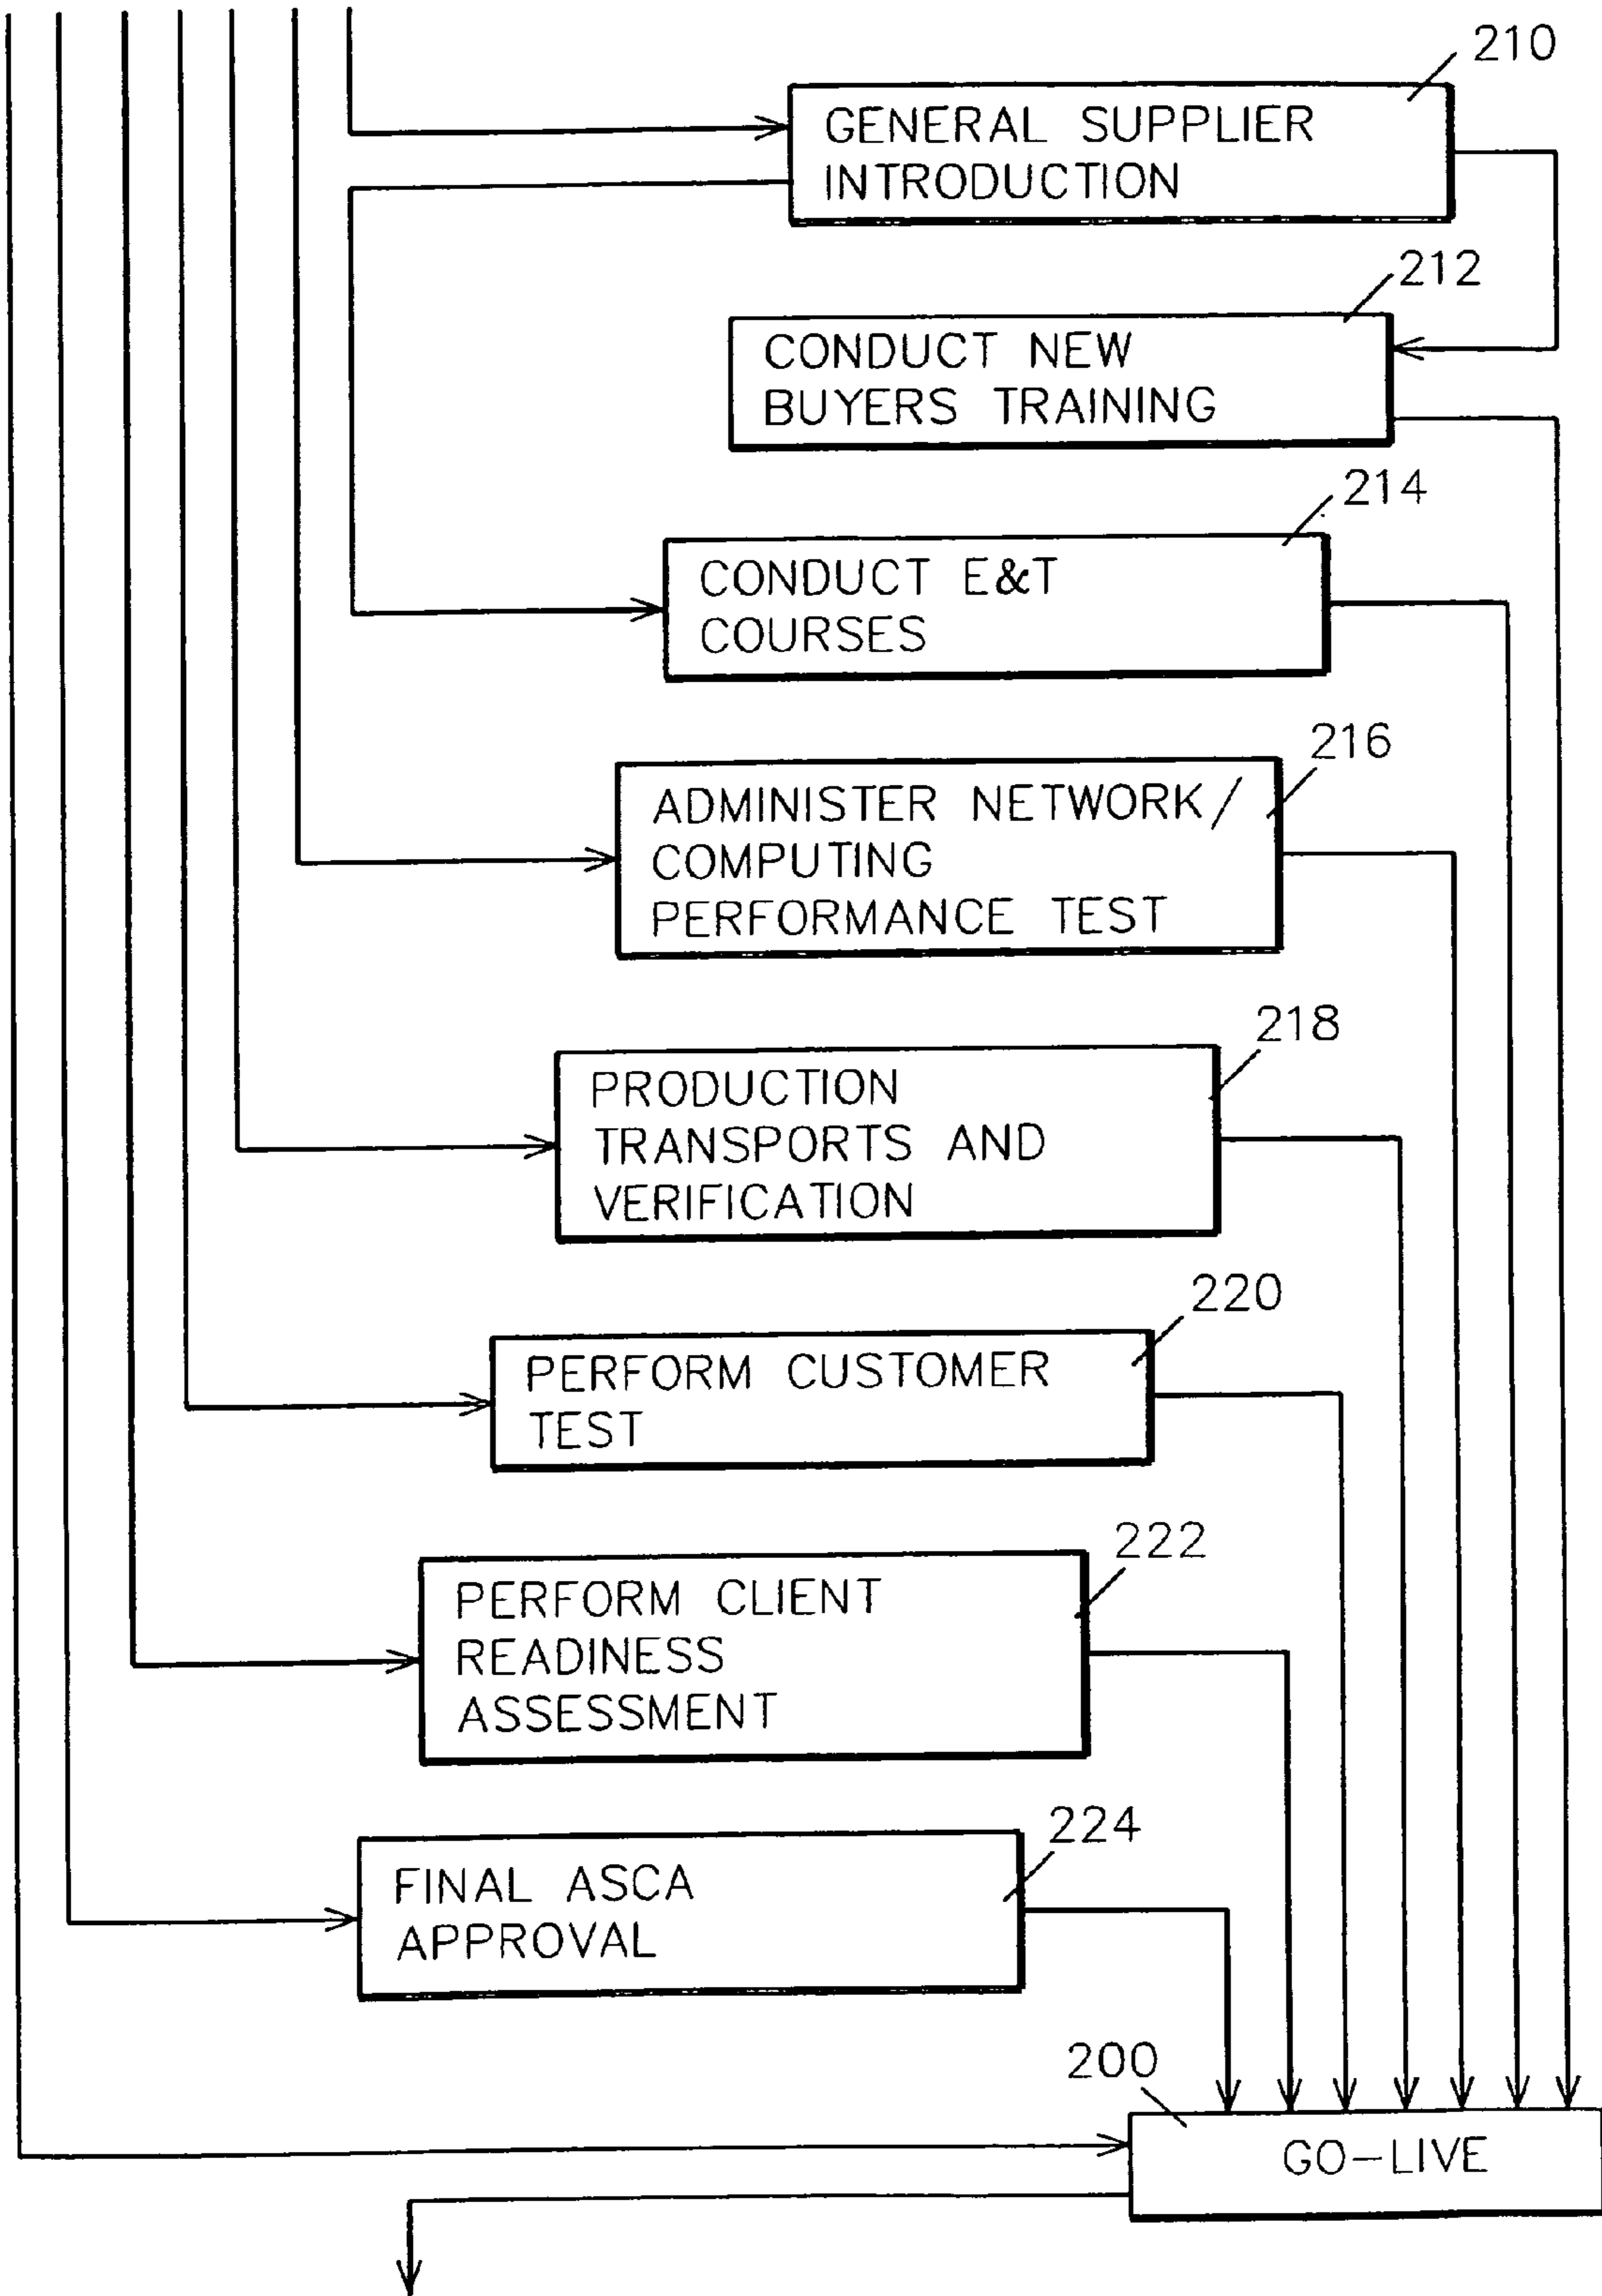 210
GENERAL SUPPLIER
INTRODUCTION
212
CONDUCT NEW
BUYERS TRAINING
214
CONDUCT E&T
COURSES
216
ADMINISTER NETWORK/
COMPUTING
PERFORMANCE TEST
218
PRODUCTION
TRANSPORTS AND
VERIFICATION
220
PERFORM CUSTOMER
TEST
222
PERFORM CLIENT
READINESS
ASSESSMENT
224
FINAL ASCA
APPROVAL
200
GO-LIVE